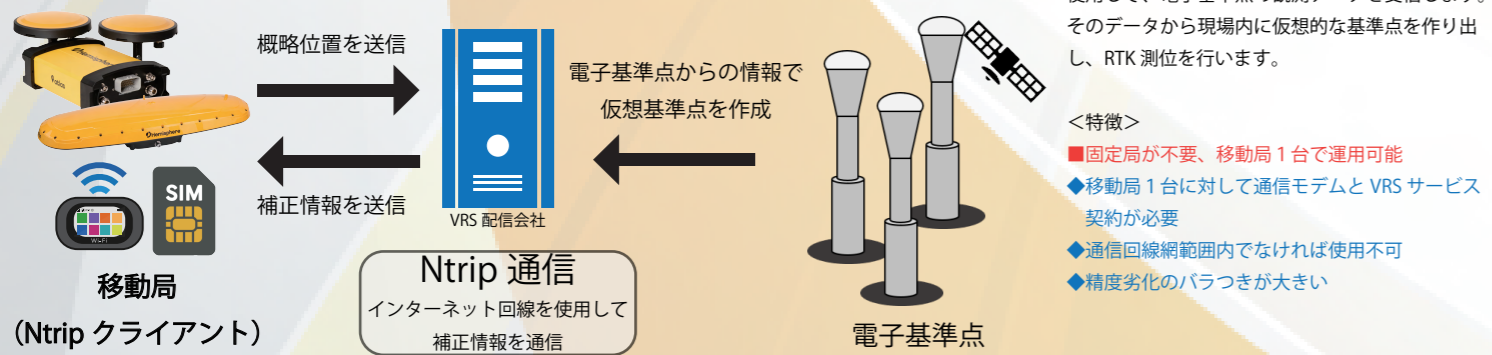 概略位置を送信
補正情報を送信
Hemisphere
SIM
Wi-Fi
移動局
（Ntrip クライアント）
VRS 配信会社
Ntrip 通信
インターネット回線を使用して
補正情報を通信
電子基準点からの情報で
仮想基準点を作成
電子基準点
そのデータから現場内に仮想的な基準点を作り出
し、RTK 測位を行います。
＜特徴＞
■固定局が不要、移動局 1 台で運用可能
◆移動局 1 台に対して通信モデムと VRS サービス
契約が必要
◆通信回線網範囲内でなければ使用不可
◆精度劣化のバラつきが大きい